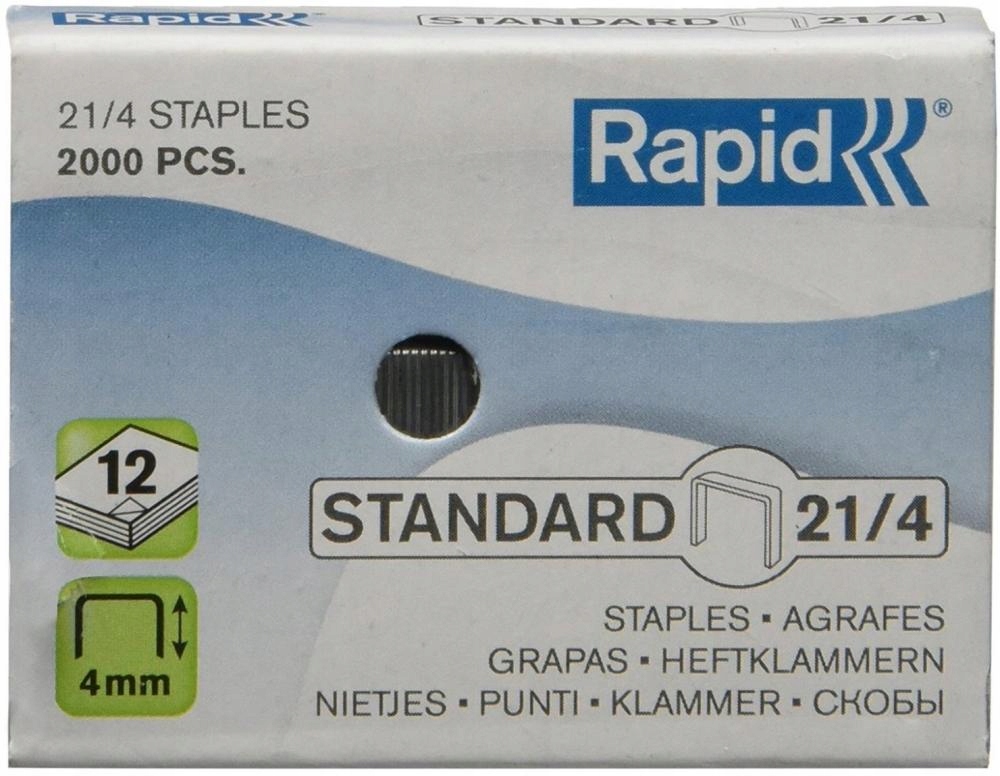 Rapid
STANDARD 21/4
21/4 STAPLES
2000 PCS.
Rapid®
12
STANDARD 21/4
4mm
STAPLES ▪ AGRAFES
GRAPAS ▪ HEFTKLAMMERN
NIETJES ▪ PUNTI ▪ KLAMMER ▪ СКОБЫ